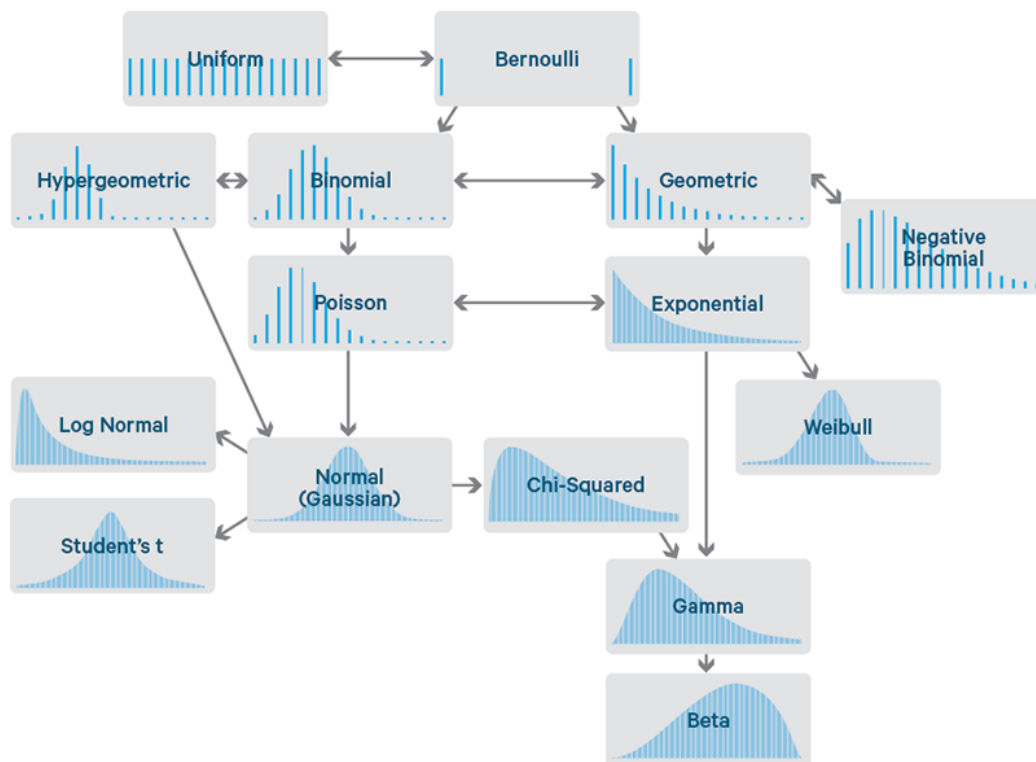 Uniform
Bernoulli
Hypergeometric
Binomial
Geometric
Negative
Binomial
Poisson
Exponential
Log Normal
Weibull
Normal
(Gaussian)
Chi-Squared
Student's t
Gamma
Beta